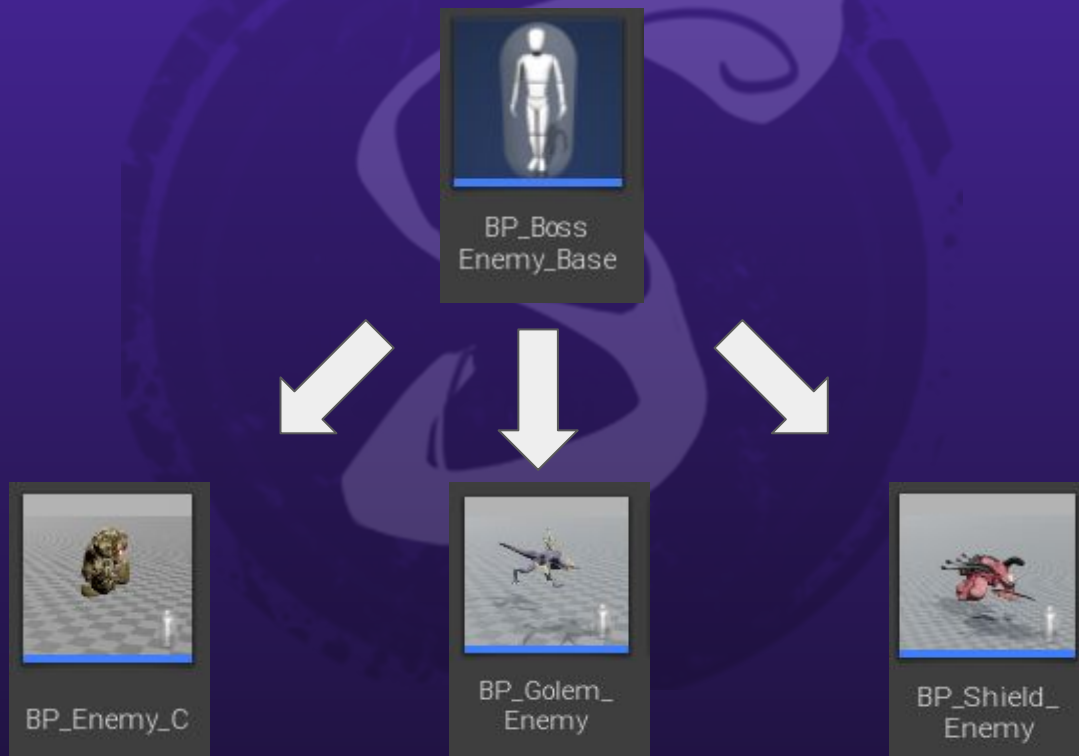 BP_Boss
Enemy_Base
BP_Enemy_C
BP_Golem_
Enemy
BP_Shield_
Enemy